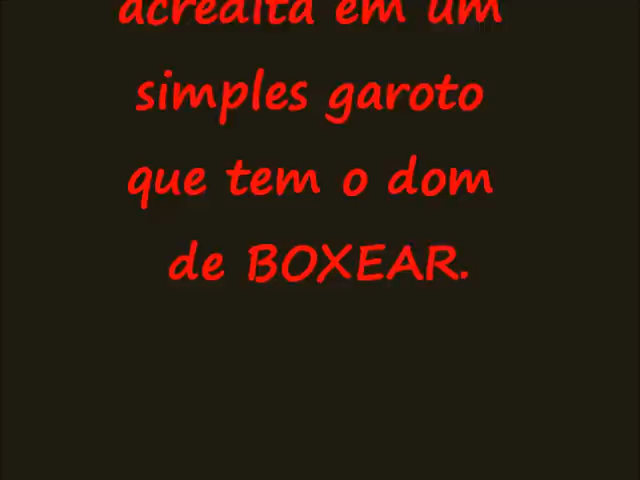 acredita em um
simples garoto
que tem o dom
de BOXEAR.